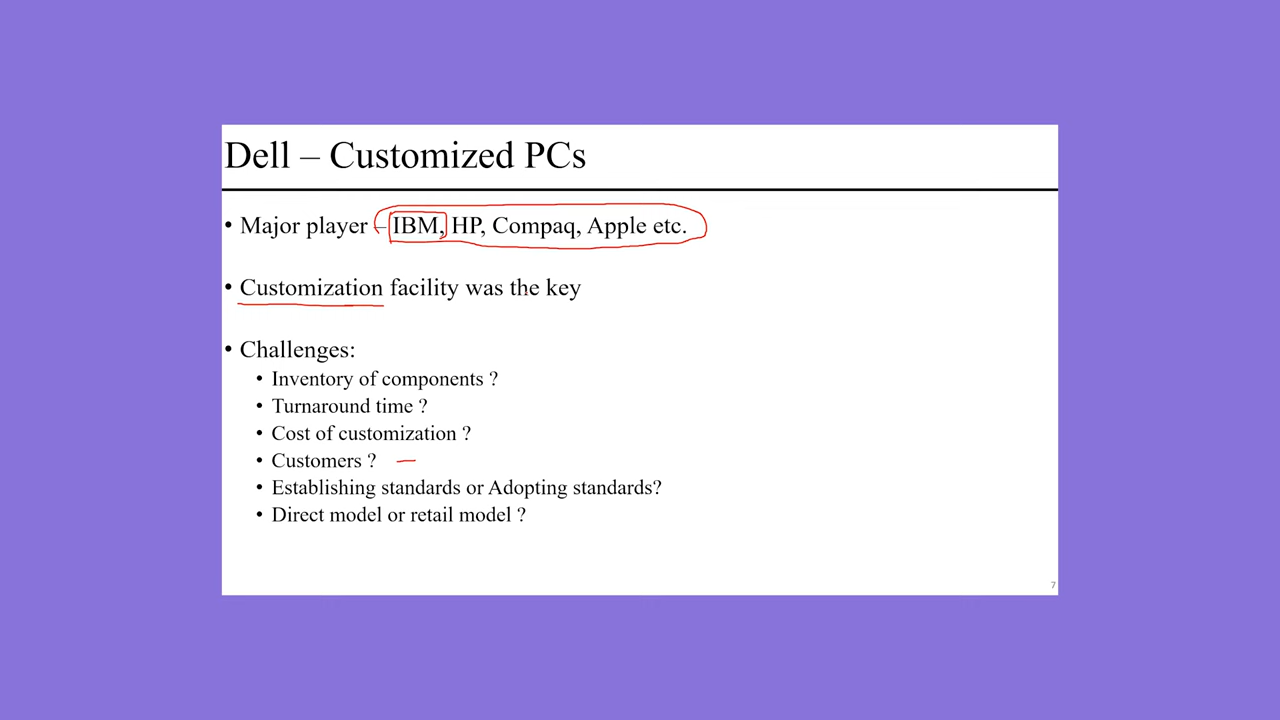 Dell – Customized PCs
• Major player – IBM, HP, Compaq, Apple etc.
• Customization facility was the key
• Challenges:
• Inventory of components ?
• Turnaround time ?
• Cost of customization ?
• Customers ?
• Establishing standards or Adopting standards?
• Direct model or retail model ?
7